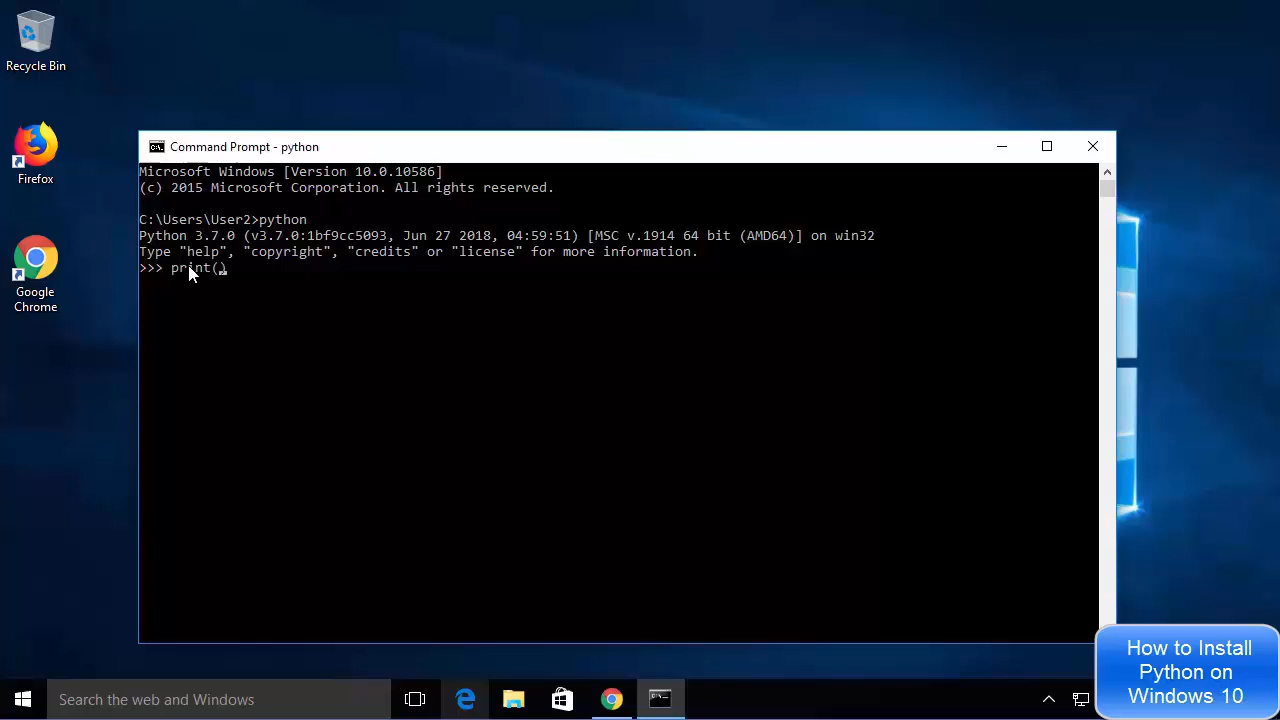 Recycle Bin
Firefox
Google
Chrome
Command Prompt - python
Microsoft Windows [Version 10.0.10586]
(c) 2015 Microsoft Corporation. All rights reserved.
C:\Users\User2>python
Python 3.7.0 (v3.7.0:1bf9cc5093, Jun 27 2018, 04:59:51) [MSC v.1914 64 bit (AMD64)] on win32
Type "help", "copyright", "credits" or "license" for more information.
>>> print()
Search the web and Windows
How to Install
Python on
Windows 10